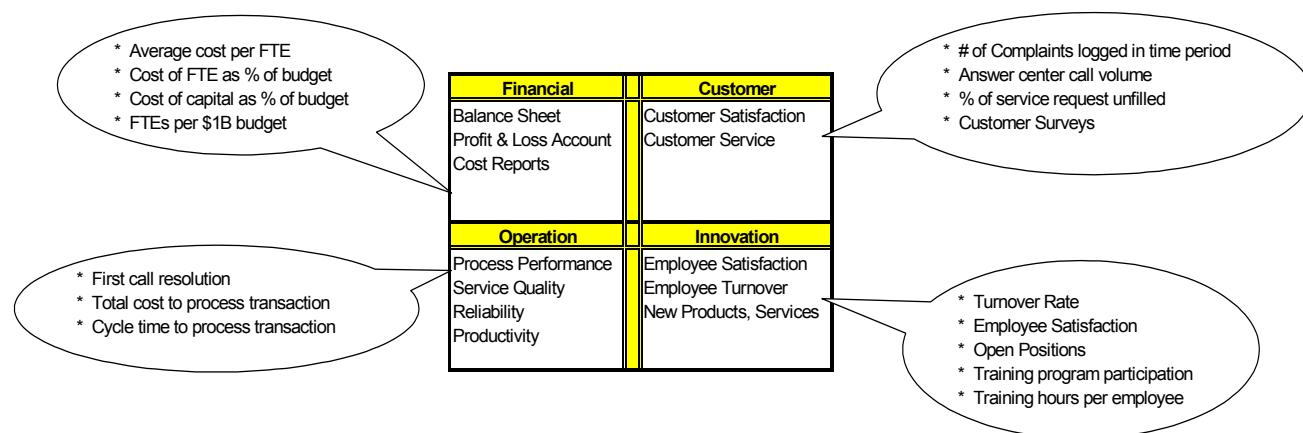 * Average cost per FTE
* Cost of FTE as % of budget
* Cost of capital as % of budget
* FTEs per $1B budget
Financial
Balance Sheet
Profit & Loss Account
Cost Reports
Customer
Customer Satisfaction
Customer Service
* # of Complaints logged in time period
* Answer center call volume
* % of service request unfilled
* Customer Surveys
* First call resolution
* Total cost to process transaction
* Cycle time to process transaction
Operation
Process Performance
Service Quality
Reliability
Productivity
Innovation
Employee Satisfaction
Employee Turnover
New Products, Services
* Turnover Rate
* Employee Satisfaction
* Open Positions
* Training program participation
* Training hours per employee